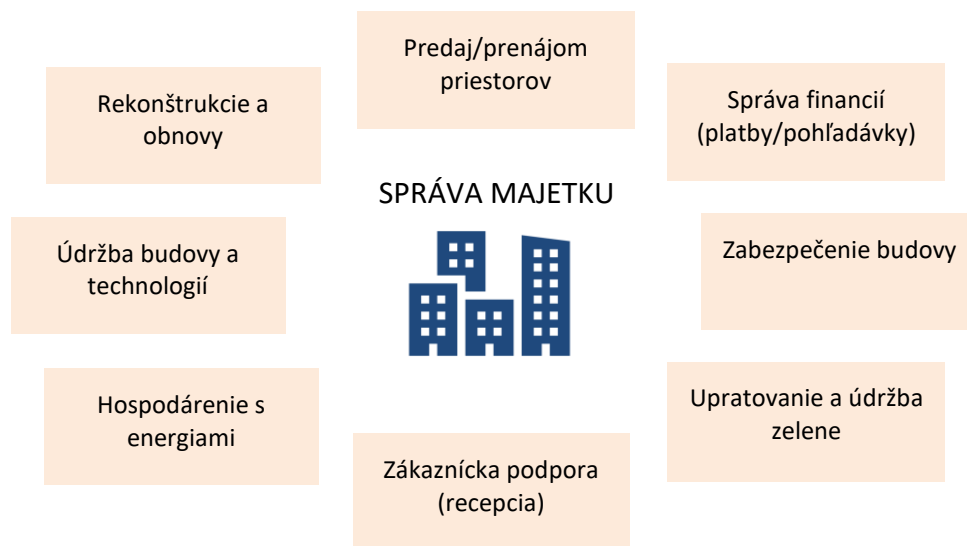 Predaj/prenájom
priestorov
Rekonštrukcie a
obnovy
Správa financií
(platby/pohľadávky)
SPRÁVA MAJETKU
Údržba budovy a
technologií
Zabezpečenie budovy
Hospodárenie s
energiami
Upratovanie a údržba
zelene
Zákaznícka podpora
(recepcia)